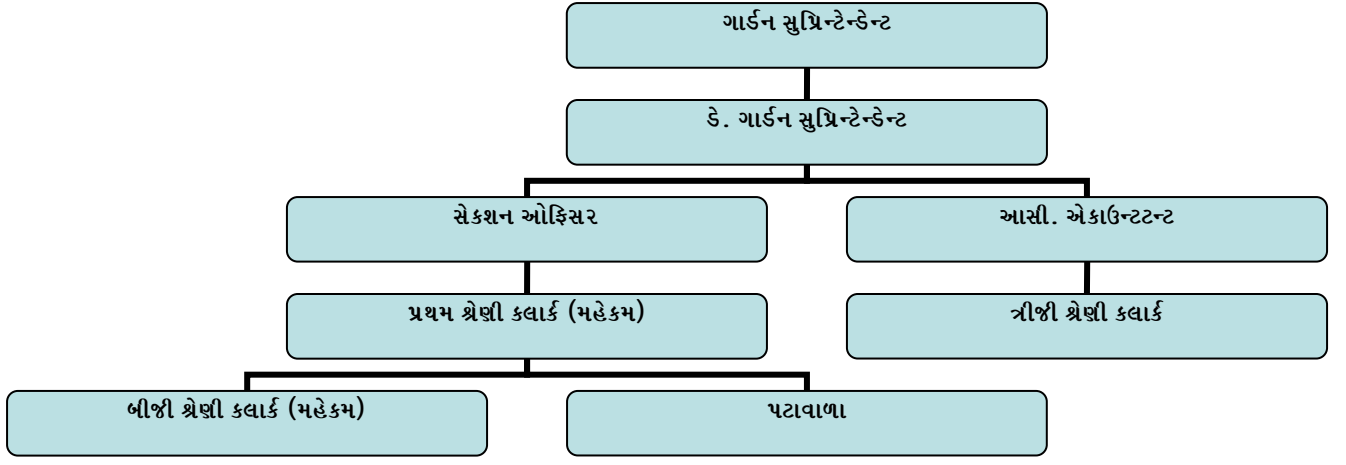 ગાર્ડન સુપ્રિન્ટેન્ડેન્ટ
ડે. ગાર્ડન સુપ્રિન્ટેન્ડેન્ટ
સેકશન ઓફિસર
આસી. એકાઉન્ટટન્ટ
પ્રથમ શ્રેણી કલાર્ક (મહેકમ)
ત્રીજી શ્રેણી કલાર્ક
બીજી શ્રેણી કલાર્ક (મહેકમ)
પટાવાળા